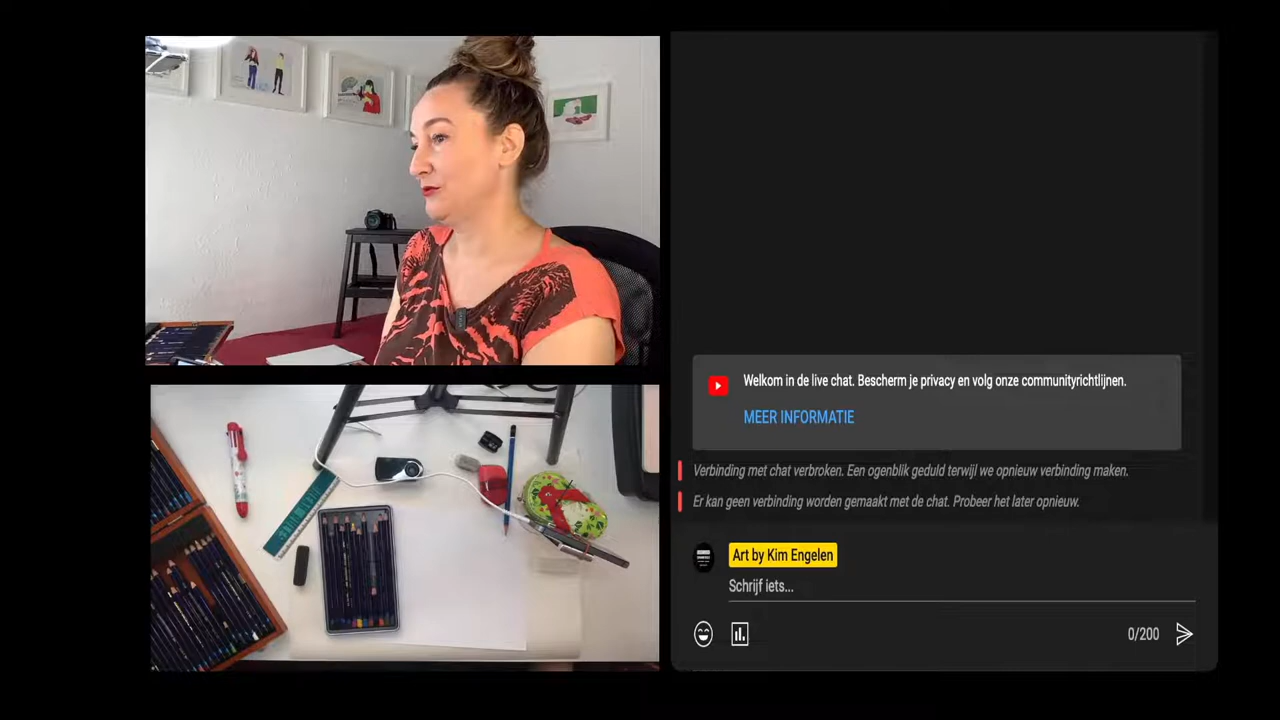 Welkom in de live chat. Bescherm je privacy en volg onze communityrichtlijnen.
MEER INFORMATIE
Verbinding met chat verbroken. Een ogenblik geduld terwijl we opnieuw verbinding maken.
Er kan geen verbinding worden gemaakt met de chat. Probeer het later opnieuw.
Art by Kim Engelen
Schrijf iets...
0/200